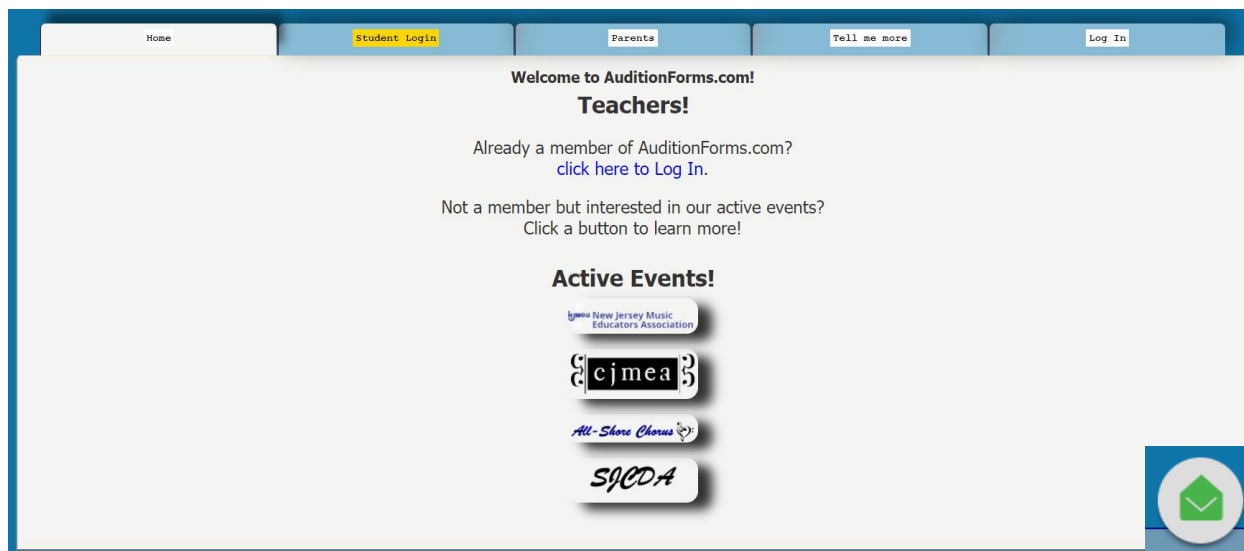 Home
Student Login
Parents
Tell me more
Log In
Welcome to AuditionForms.com!
Teachers!
Already a member of AuditionForms.com?
click here to Log In.
Not a member but interested in our active events?
Click a button to learn more!
Active Events!
njmea New Jersey Music
Educators Association
cjmea
All-Shore Chorus
SJCDA